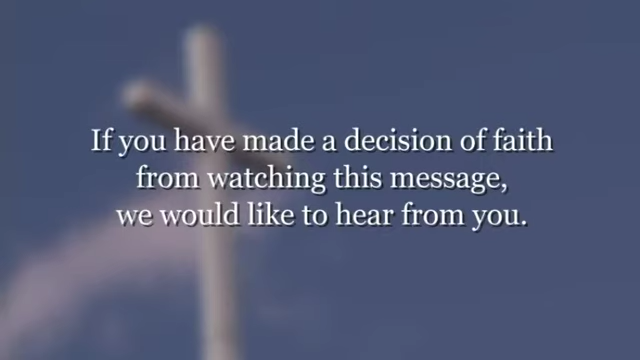 If you have made a decision of faith
from watching this message,
we would like to hear from you.